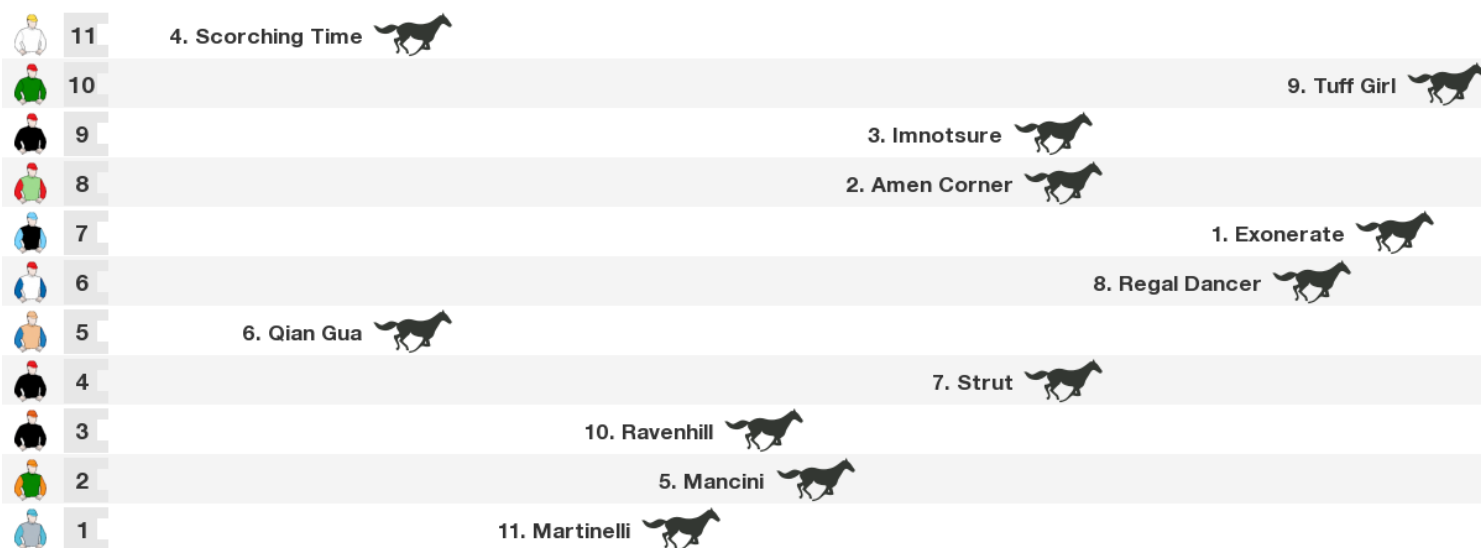 11 4. Scorching Time
10 9. Tuff Girl
9 3. Imnotsure
8 2. Amen Corner
7 1. Exonerate
6 8. Regal Dancer
5 6. Qian Gua
4 7. Strut
3 10. Ravenhill
2 5. Mancini
1 11. Martinelli